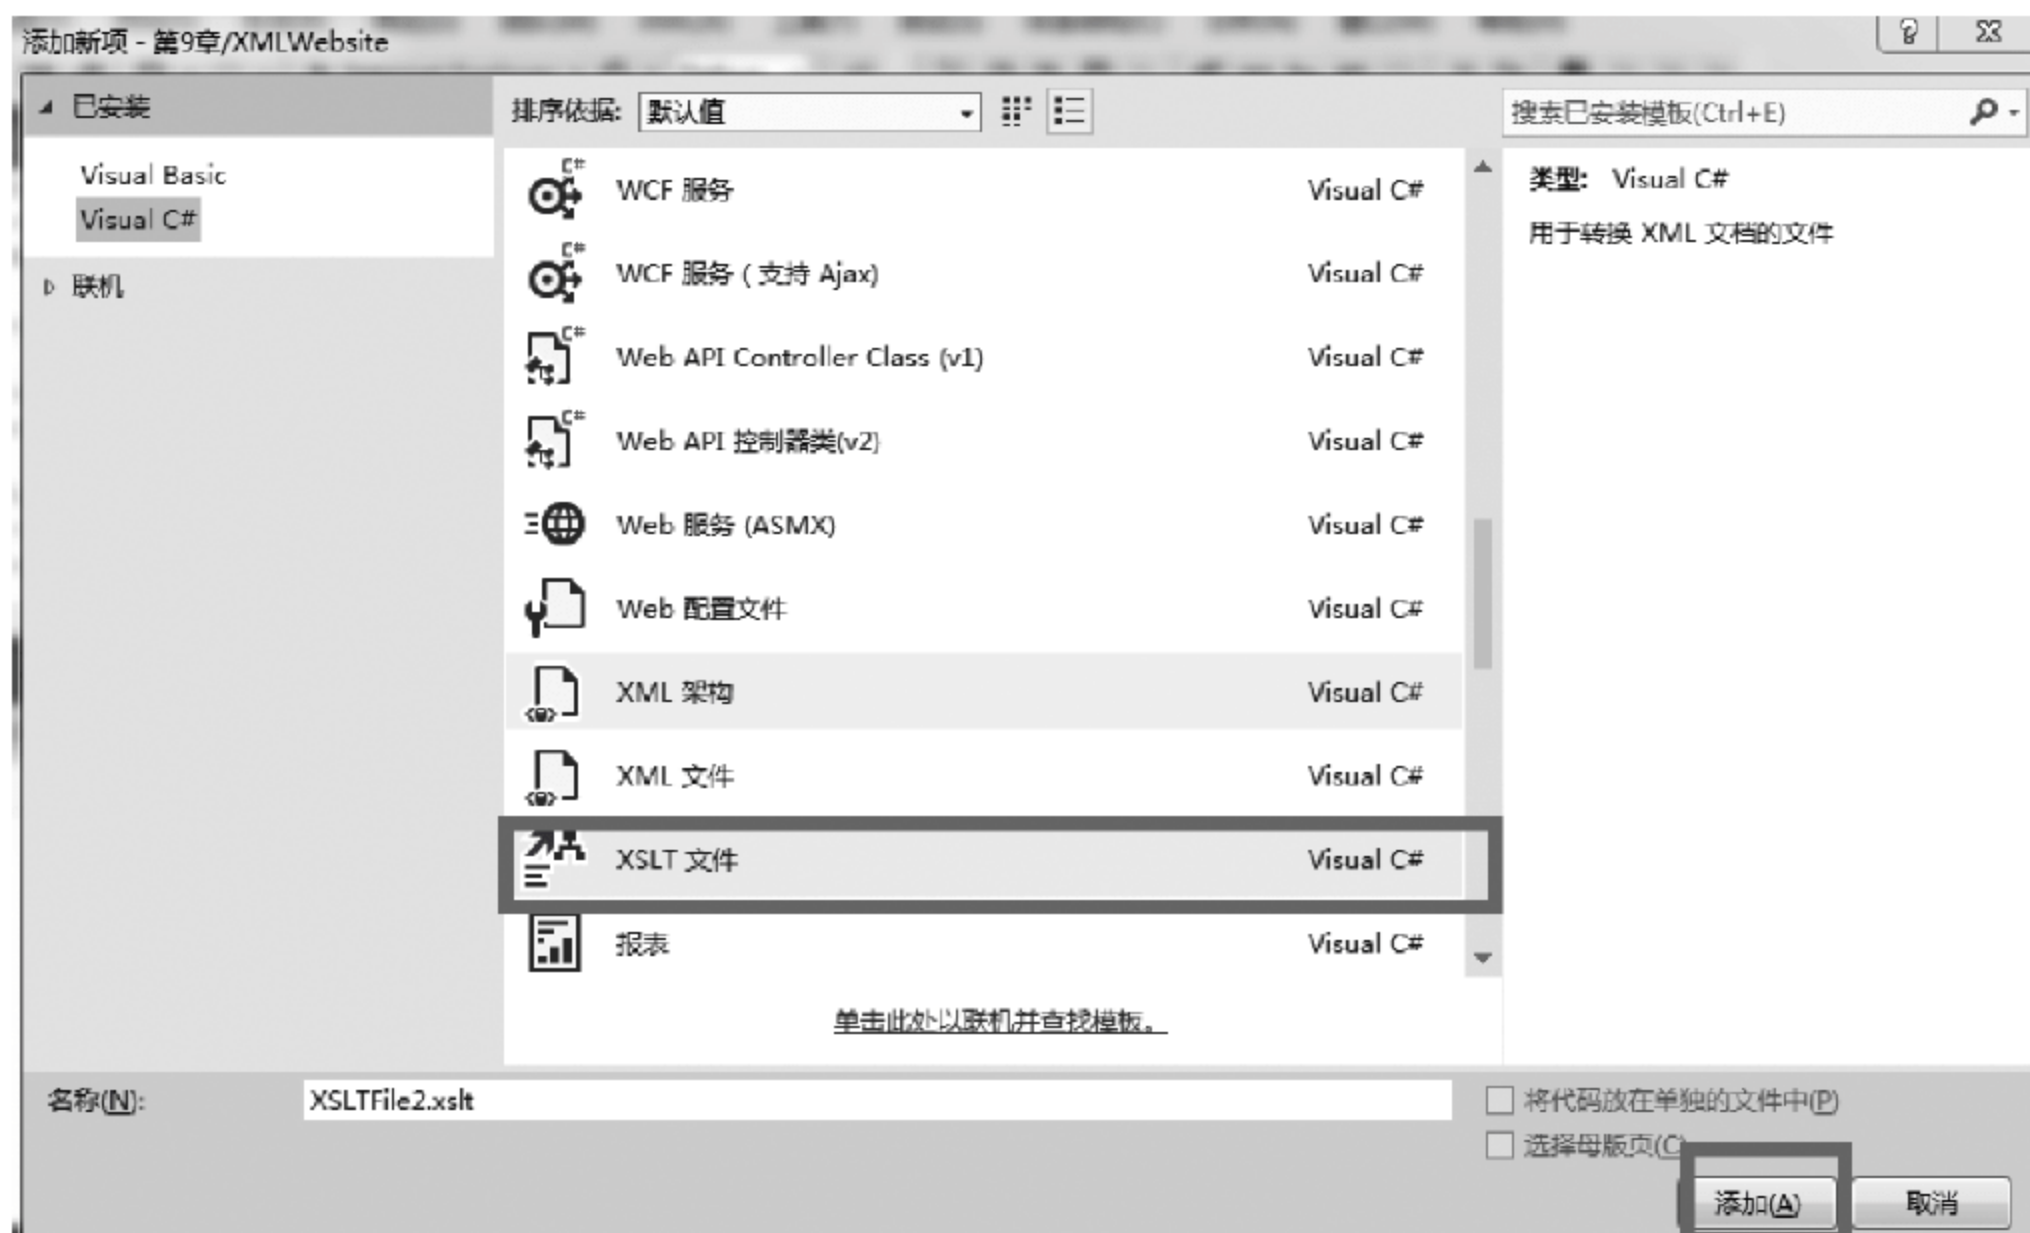 添加新项 - 第9章/XMLWebsite
已安装
Visual Basic
Visual C#
联机
排序依据: 默认值
搜索已安装模板(Ctrl+E)
WCF 服务 Visual C#
WCF 服务 ( 支持 Ajax) Visual C#
Web API Controller Class (v1) Visual C#
Web API 控制器类(v2) Visual C#
Web 服务 (ASMX) Visual C#
Web 配置文件 Visual C#
XML 架构 Visual C#
XML 文件 Visual C#
XSLT 文件 Visual C#
报表 Visual C#
单击此处以联机并查找模板。
类型: Visual C#
用于转换 XML 文档的文件
名称(N): XSLTFile2.xslt
将代码放在单独的文件中(P)
选择母版页(C
添加(A) 取消